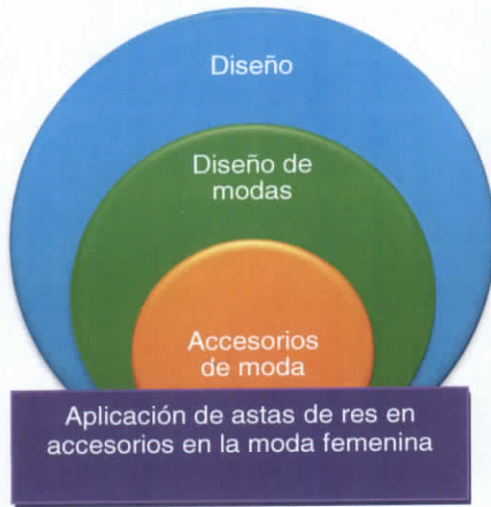 Diseño
Diseño de
modas
Accesorios
de moda
Aplicación de astas de res en
accesorios en la moda femenina